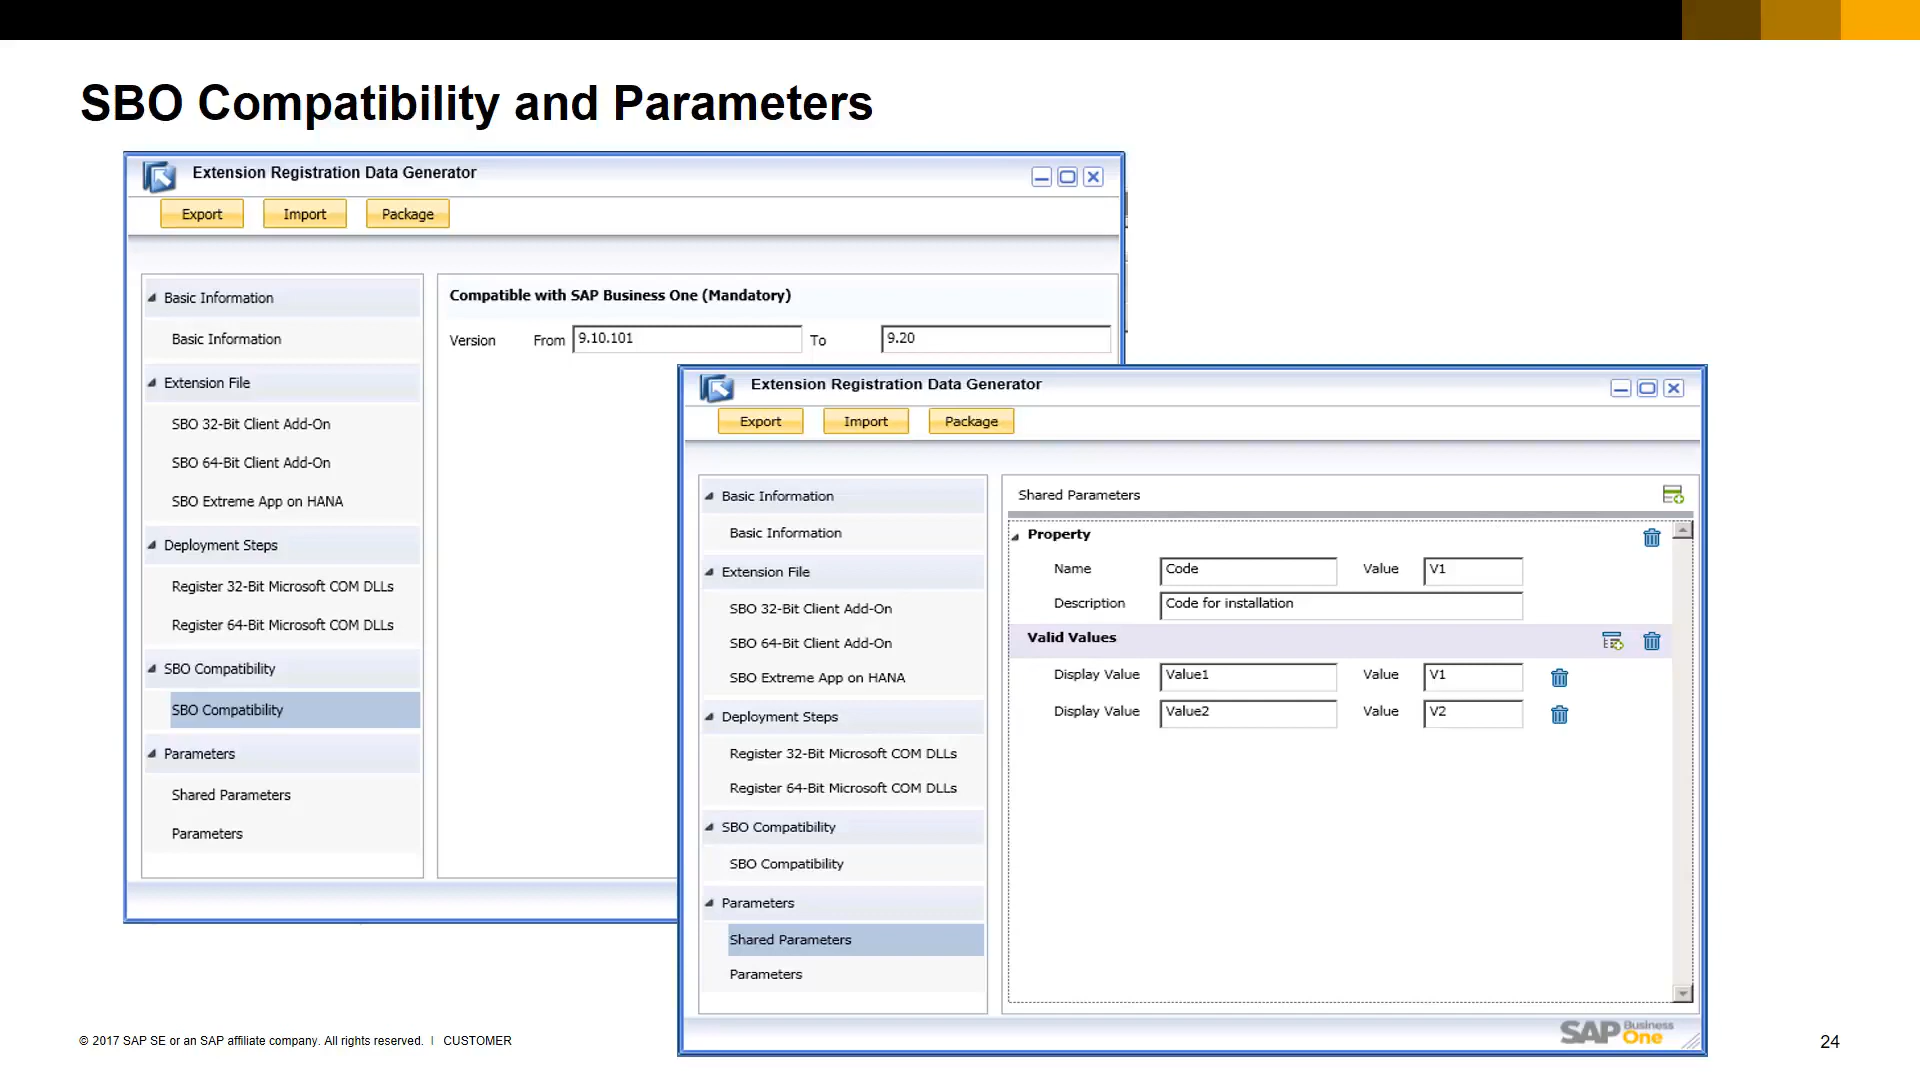 SBO Compatibility and Parameters
Extension Registration Data Generator
Export Import Package
Basic Information
Basic Information
Extension File
SBO 32-Bit Client Add-On
SBO 64-Bit Client Add-On
SBO Extreme App on HANA
Deployment Steps
Register 32-Bit Microsoft COM DLLs
Register 64-Bit Microsoft COM DLLs
SBO Compatibility
SBO Compatibility
Parameters
Shared Parameters
Parameters
Compatible with SAP Business One (Mandatory)
Version From 9.10.101 To 9.20
Extension Registration Data Generator
Export Import Package
Basic Information
Basic Information
Extension File
SBO 32-Bit Client Add-On
SBO 64-Bit Client Add-On
SBO Extreme App on HANA
Deployment Steps
Register 32-Bit Microsoft COM DLLs
Register 64-Bit Microsoft COM DLLs
SBO Compatibility
SBO Compatibility
Parameters
Shared Parameters
Parameters
Shared Parameters
Property
Name Code Value V1
Description Code for installation
Valid Values
Display Value Value1 Value V1
Display Value Value2 Value V2
SAP Business One
© 2017 SAP SE or an SAP affiliate company. All rights reserved. | CUSTOMER
24